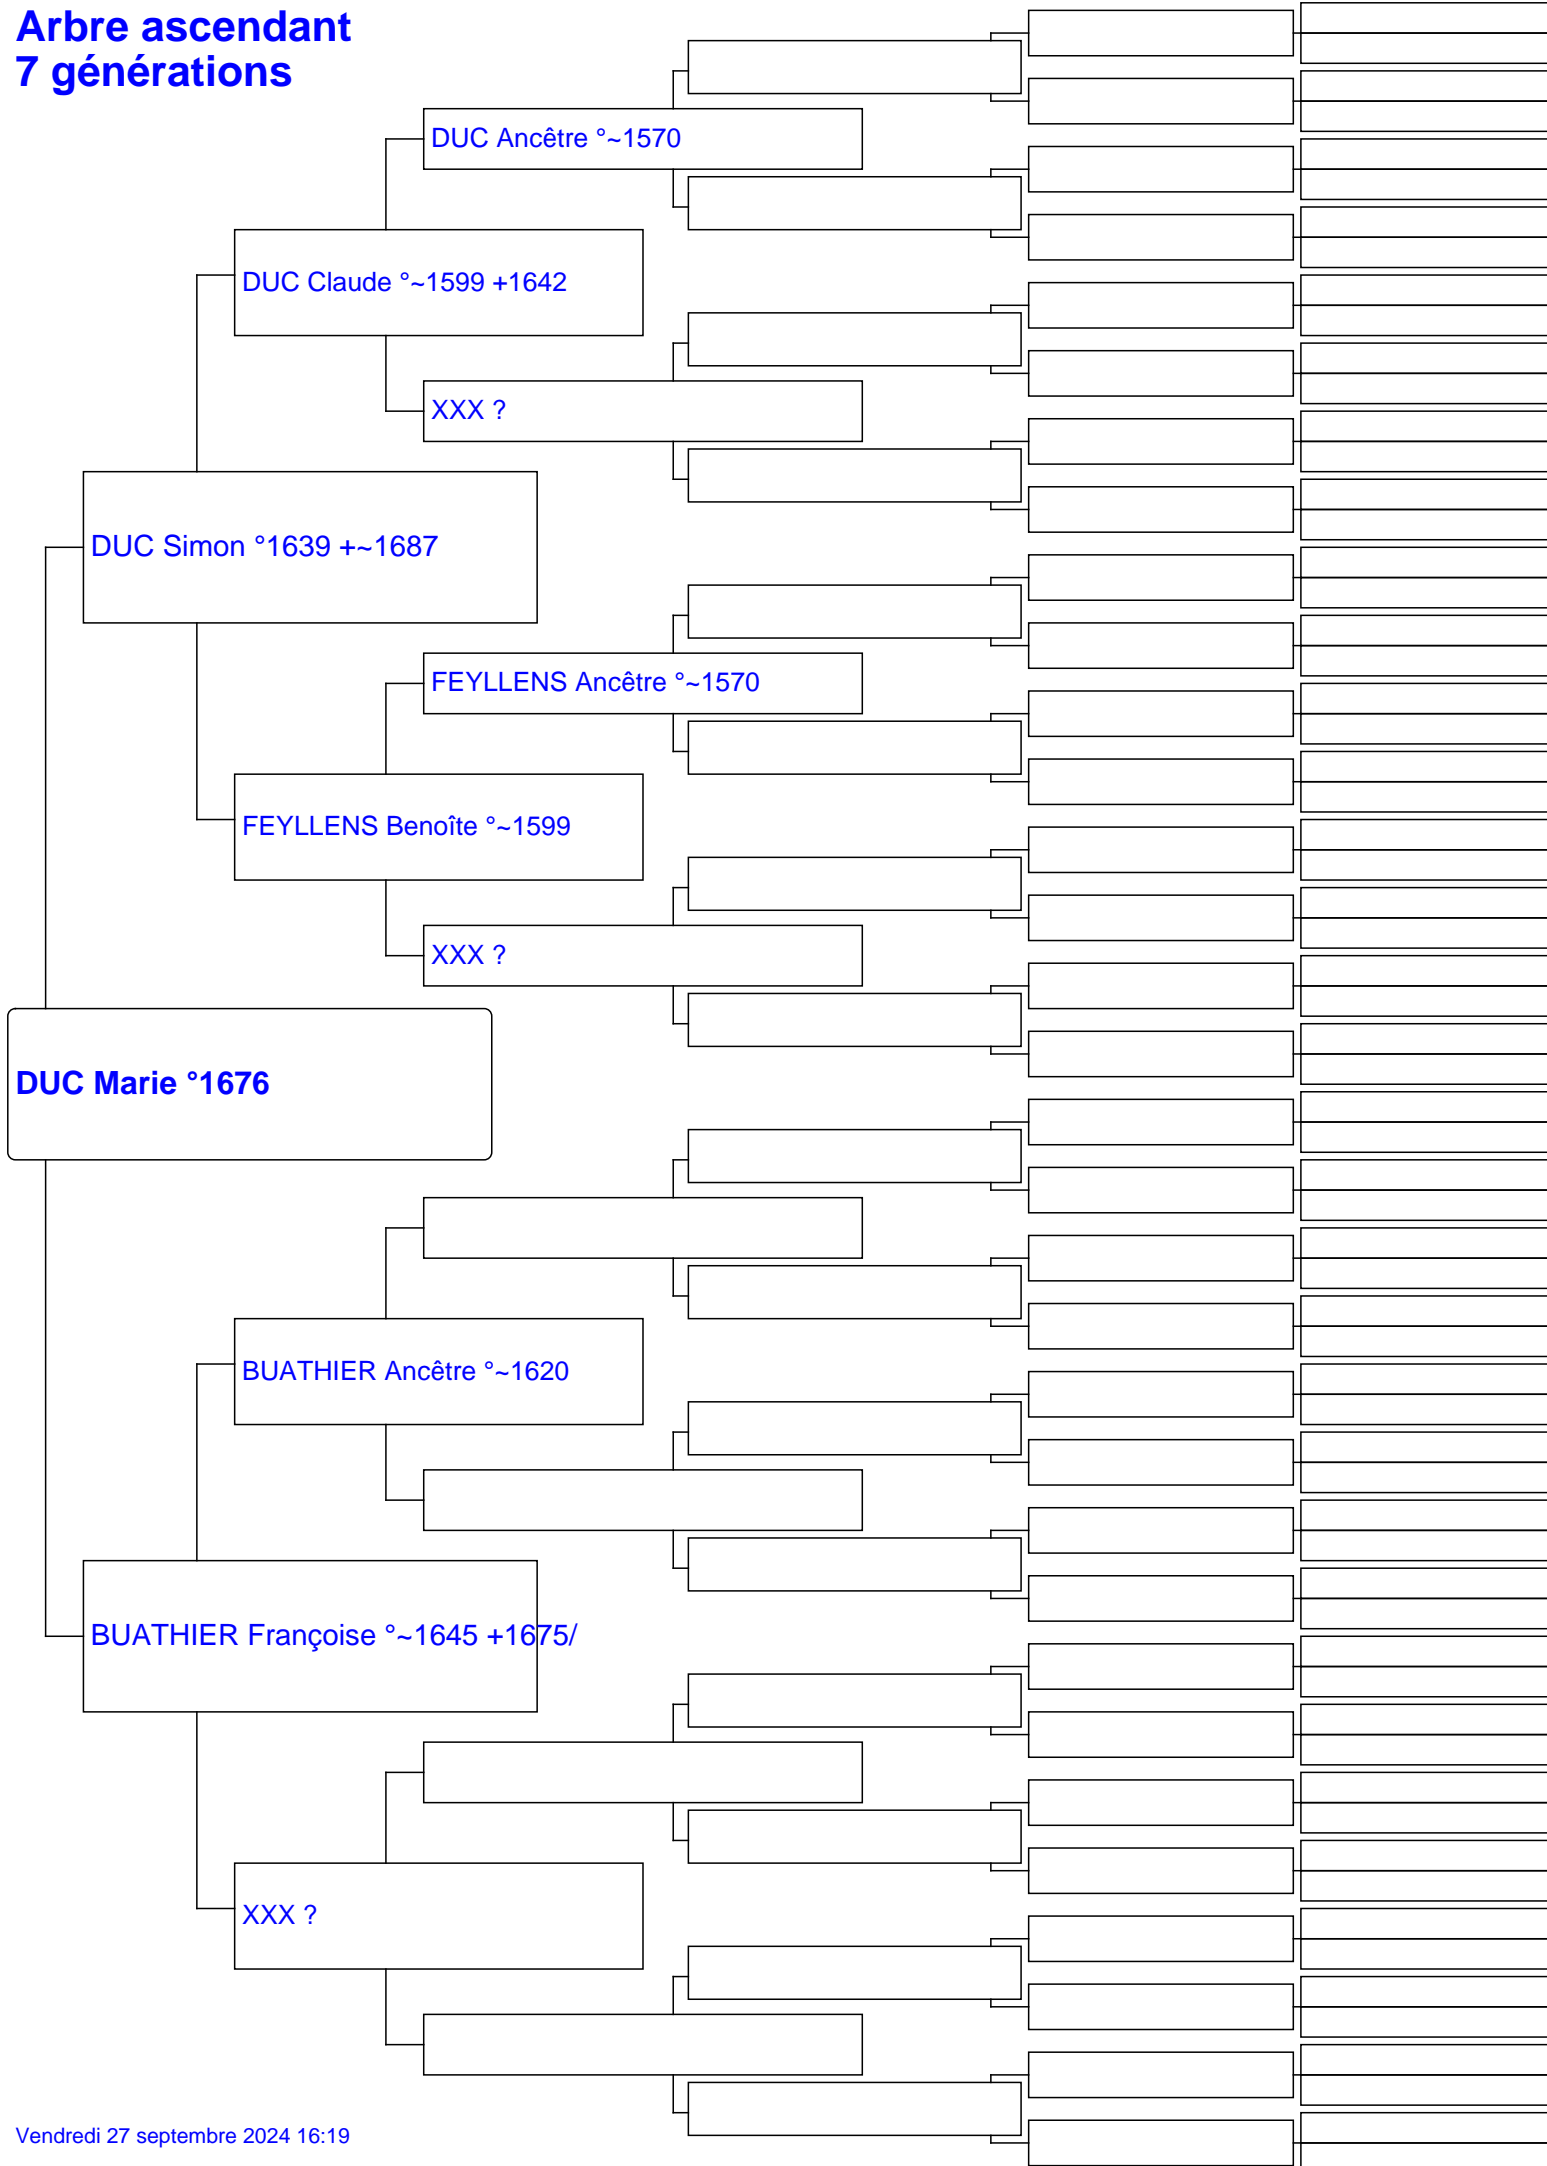 Arbre ascendant
7 générations
DUC Ancêtre °~1570
DUC Claude °~1599 +1642
XXX ?
DUC Simon °1639 +~1687
FEYLLENS Ancêtre °~1570
FEYLLENS Benoîte °~1599
XXX ?
DUC Marie °1676
BUATHIER Ancêtre °~1620
BUATHIER Françoise °~1645 +1675/
XXX ?
Vendredi 27 septembre 2024 16:19